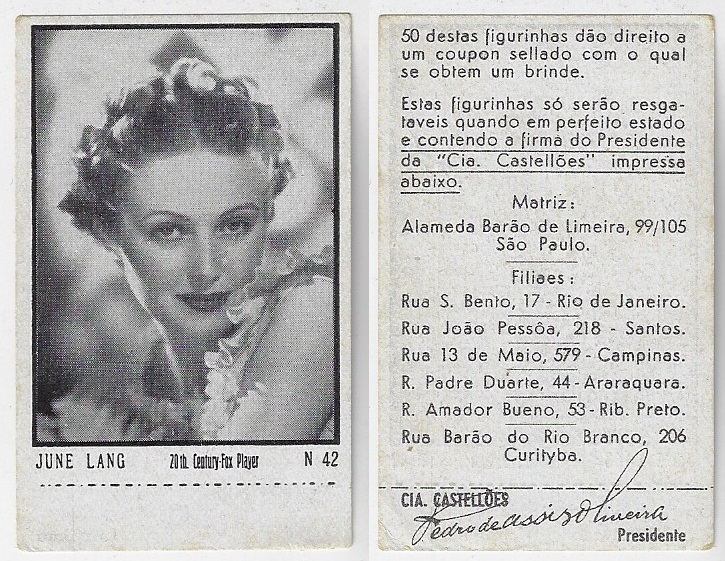 JUNE LANG 20th. Century-Fox Player N 42
50 destas figurinhas dão direito a
um coupon sellado com o qual
se obtem um brinde.
Estas figurinhas só serão resga-
taveis quando em perfeito estado
e contendo a firma do Presidente
da "Cia. Castellões" impressa
abaixo.
Matriz:
Alameda Barão de Limeira, 99/105
São Paulo.
Filiaes:
Rua S. Bento, 17 - Rio de Janeiro.
Rua João Pessôa, 218 - Santos.
Rua 13 de Maio, 579 - Campinas.
R. Padre Duarte, 44 - Araraquara.
R. Amador Bueno, 53 - Rib. Preto.
Rua Barão do Rio Branco, 206
Curityba.
CIA. CASTELLÕES
Pedro de Assiz Oliveira
Presidente